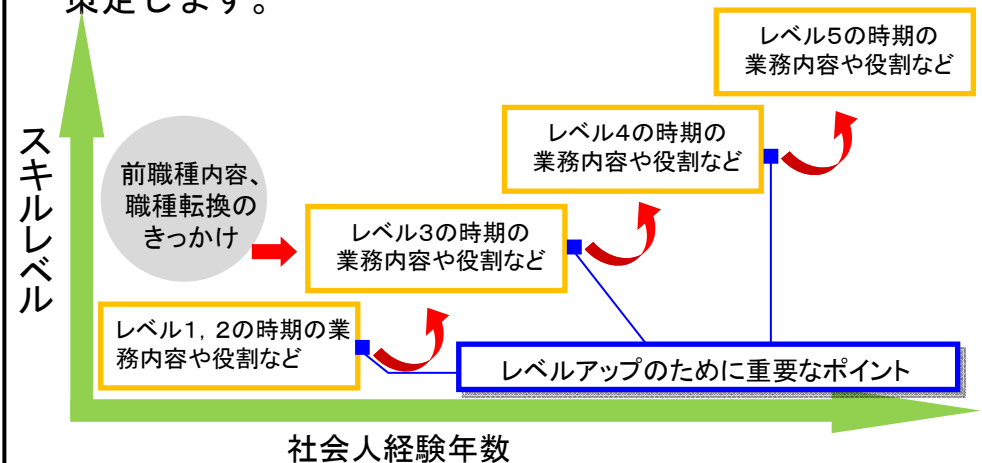 策定します。
レベル5の時期の
業務内容や役割など
レベル4の時期の
業務内容や役割など
スキルレベル
前職種内容、
職種転換の
きっかけ
レベル3の時期の
業務内容や役割など
レベル1,2の時期の業
務内容や役割など
レベルアップのために重要なポイント
社会人経験年数